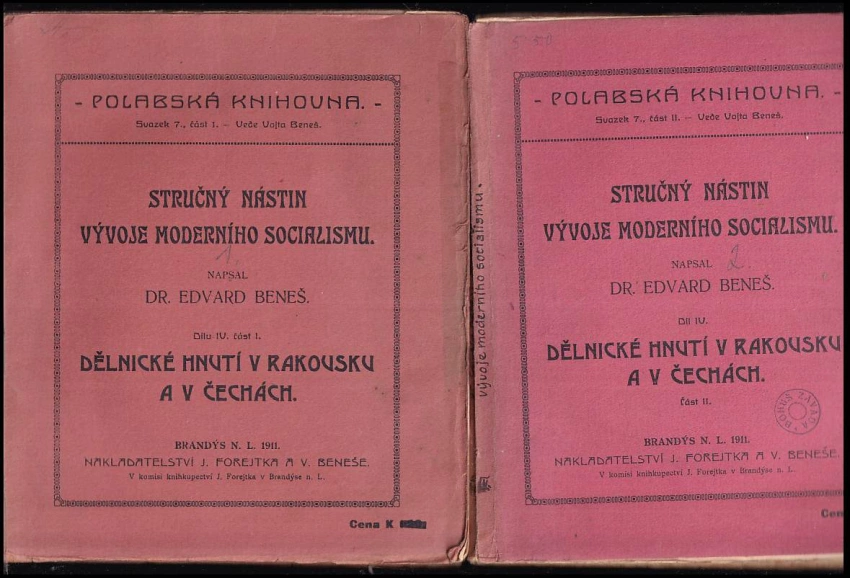 - POLABSKÁ KNIHOVNA. -
Svazek 7., část I. – Vede Vojta Beneš.
STRUČNÝ NÁSTIN
VÝVOJE MODERNÍHO SOCIALISMU.
1.
NAPSAL
DR. EDVARD BENEŠ.
Dílu IV. část I.
DĚLNICKÉ HNUTÍ V RAKOUSKU
A V ČECHÁCH.
BRANDÝS N. L. 1911.
NAKLADATELSTVÍ J. FOREJTKA A V. BENEŠE.
V komisi knihkupectví J. Forejtka v Brandýse n. L.
Cena K
vývoje moderního socialismu.
- POLABSKÁ KNIHOVNA. -
Svazek 7., část II. – Vede Vojta Beneš.
STRUČNÝ NÁSTIN
VÝVOJE MODERNÍHO SOCIALISMU.
2
NAPSAL
DR. EDVARD BENEŠ.
Díl IV.
DĚLNICKÉ HNUTÍ V RAKOUSKU
A V ČECHÁCH.
Část II.
BRANDÝS N. L. 1911.
NAKLADATELSTVÍ J. FOREJTKA A V. BENEŠE.
V komisi knihkupectví J. Forejtka v Brandýse n. L.